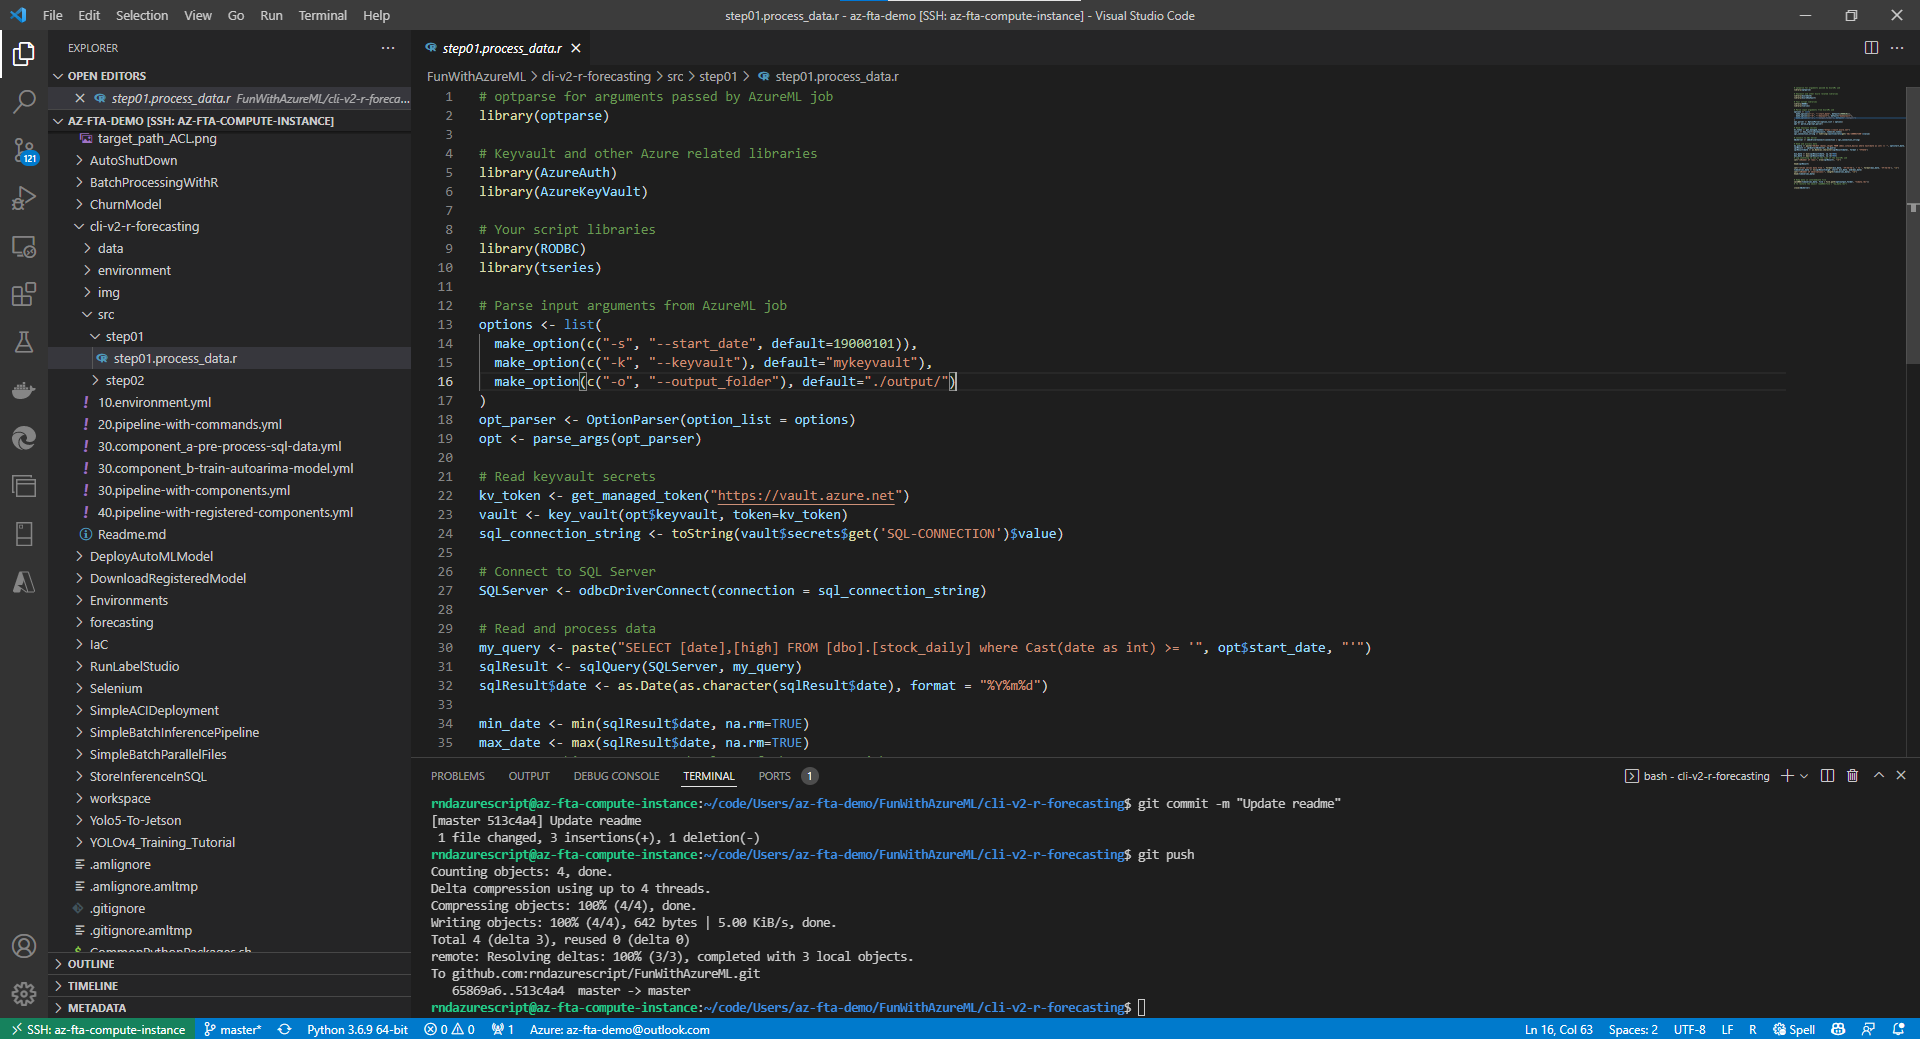 File Edit Selection View Go Run Terminal Help
step01.process_data.r - az-fta-demo [SSH: az-fta-compute-instance] - Visual Studio Code
EXPLORER
OPEN EDITORS
step01.process_data.r FunWithAzureML/cli-v2-r-foreca...
AZ-FTA-DEMO [SSH: AZ-FTA-COMPUTE-INSTANCE]
target_path_ACL.png
AutoShutDown
BatchProcessingWithR
ChurnModel
cli-v2-r-forecasting
data
environment
img
src
step01
step01.process_data.r
step02
10.environment.yml
20.pipeline-with-commands.yml
30.component_a-pre-process-sql-data.yml
30.component_b-train-autoarima-model.yml
30.pipeline-with-components.yml
40.pipeline-with-registered-components.yml
Readme.md
DeployAutoMLModel
DownloadRegisteredModel
Environments
forecasting
IaC
RunLabelStudio
Selenium
SimpleACIDeployment
SimpleBatchInferencePipeline
SimpleBatchParallelFiles
StoreInferenceInSQL
workspace
Yolo5-To-Jetson
YOLOv4_Training_Tutorial
.amlignore
.amlignore.amltmp
.gitignore
.gitignore.amltmp
CommonPythonPackages.sh
OUTLINE
TIMELINE
METADATA
121
step01.process_data.r
FunWithAzureML > cli-v2-r-forecasting > src > step01 > step01.process_data.r
1 # optparse for arguments passed by AzureML job
2 library(optparse)
3
4 # Keyvault and other Azure related libraries
5 library(AzureAuth)
6 library(AzureKeyVault)
7
8 # Your script libraries
9 library(RODBC)
10 library(tseries)
11
12 # Parse input arguments from AzureML job
13 options <- list(
14 make_option(c("-s", "--start_date", default=19000101)),
15 make_option(c("-k", "--keyvault"), default="mykeyvault"),
16 make_option(c("-o", "--output_folder"), default="./output/")
17 )
18 opt_parser <- OptionParser(option_list = options)
19 opt <- parse_args(opt_parser)
20
21 # Read keyvault secrets
22 kv_token <- get_managed_token("https://vault.azure.net")
23 vault <- key_vault(opt$keyvault, token=kv_token)
24 sql_connection_string <- toString(vault$secrets$get('SQL-CONNECTION')$value)
25
26 # Connect to SQL Server
27 SQLServer <- odbcDriverConnect(connection = sql_connection_string)
28
29 # Read and process data
30 my_query <- paste("SELECT [date],[high] FROM [dbo].[stock_daily] where Cast(date as int) >= '", opt$start_date, "'")
31 sqlResult <- sqlQuery(SQLServer, my_query)
32 sqlResult$date <- as.Date(as.character(sqlResult$date), format = "%Y%m%d")
33
34 min_date <- min(sqlResult$date, na.rm=TRUE)
35 max_date <- max(sqlResult$date, na.rm=TRUE)
PROBLEMS OUTPUT DEBUG CONSOLE TERMINAL PORTS 1
bash - cli-v2-r-forecasting
rndazurescript@az-fta-compute-instance:~/code/Users/az-fta-demo/FunWithAzureML/cli-v2-r-forecasting$ git commit -m "Update readme"
[master 513c4a4] Update readme
1 file changed, 3 insertions(+), 1 deletion(-)
rndazurescript@az-fta-compute-instance:~/code/Users/az-fta-demo/FunWithAzureML/cli-v2-r-forecasting$ git push
Counting objects: 4, done.
Delta compression using up to 4 threads.
Compressing objects: 100% (4/4), done.
Writing objects: 100% (4/4), 642 bytes | 5.00 KiB/s, done.
Total 4 (delta 3), reused 0 (delta 0)
remote: Resolving deltas: 100% (3/3), completed with 3 local objects.
To github.com:rndazurescript/FunWithAzureML.git
65869a6..513c4a4 master -> master
rndazurescript@az-fta-compute-instance:~/code/Users/az-fta-demo/FunWithAzureML/cli-v2-r-forecasting$
SSH: az-fta-compute-instance master* Python 3.6.9 64-bit 0 0 1 Azure: az-fta-demo@outlook.com Ln 16, Col 63 Spaces: 2 UTF-8 LF R Spell